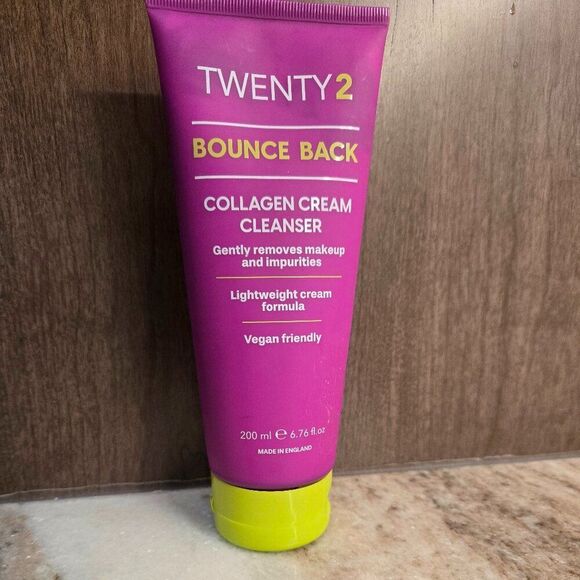 TWENTY2
BOUNCE BACK
COLLAGEN CREAM
CLEANSER
Gently removes makeup
and impurities
Lightweight cream
formula
Vegan friendly
200 ml ℮ 6.76 fl.oz
MADE IN ENGLAND